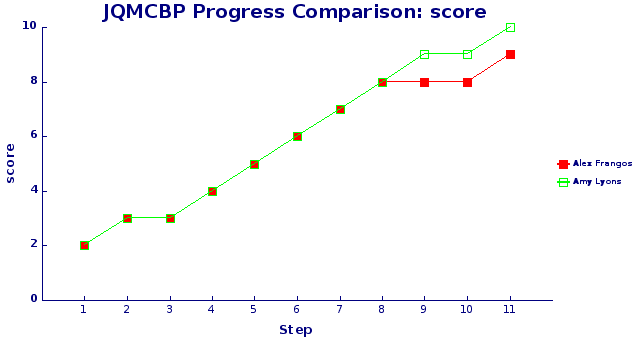 JQMCBP Progress Comparison: score
10
8
6
4
2
0
score
1 2 3 4 5 6 7 8 9 10 11
Step
Alex Frangos
Amy Lyons